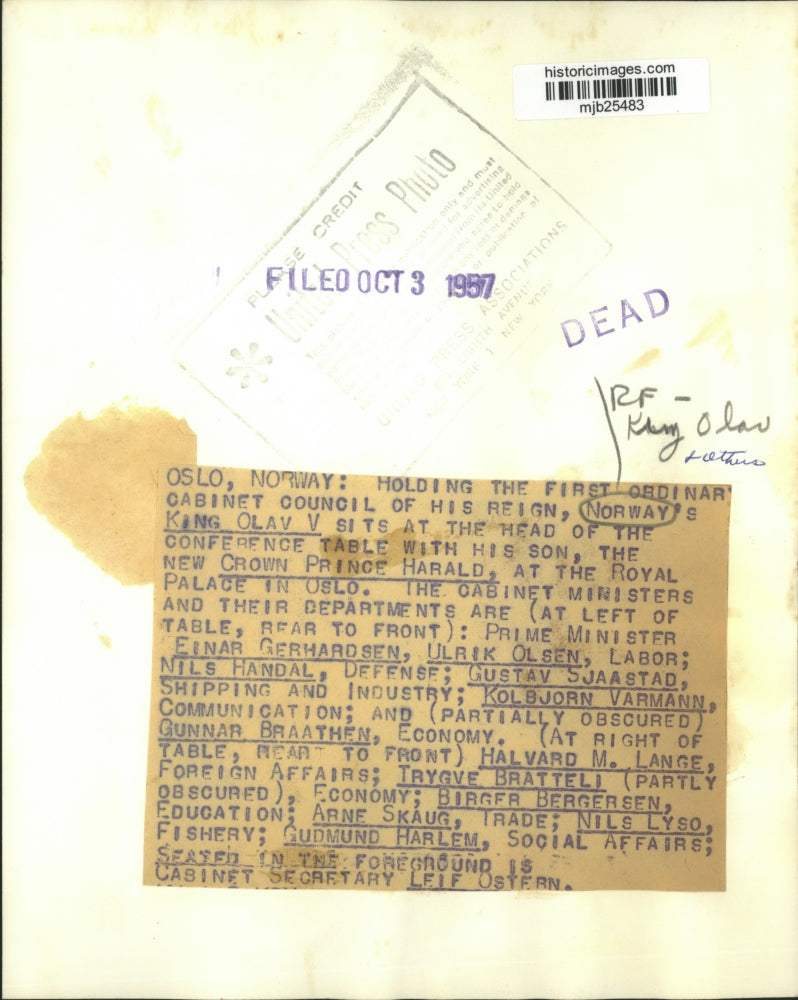 historicimages.com
mjb25483
PLEASE CREDIT
United Press Photo
UNITED PRESS ASSOCIATIONS
NEW YORK 1 NEW YORK
FILED OCT 3 1957
DEAD
RF -
King Olav
+ others
OSLO, NORWAY: HOLDING THE FIRST ORDINARY
CABINET COUNCIL OF HIS REIGN, NORWAY'S
KING OLAV V SITS AT THE HEAD OF THE
CONFERENCE TABLE WITH HIS SON, THE
NEW CROWN PRINCE HARALD, AT THE ROYAL
PALACE IN OSLO. THE CABINET MINISTERS
AND THEIR DEPARTMENTS ARE (AT LEFT OF
TABLE, REAR TO FRONT): PRIME MINISTER
EINAR GERHARDSEN, ULRIK OLSEN, LABOR;
NILS HANDAL, DEFENSE; GUSTAV SJAASTAD,
SHIPPING AND INDUSTRY; KOLBJORN VARMANN,
COMMUNICATION; AND (PARTIALLY OBSCURED)
GUNNAR BRAATHEN, ECONOMY. (AT RIGHT OF
TABLE, REAR TO FRONT) HALVARD M. LANGE,
FOREIGN AFFAIRS; TRYGVE BRATTELI (PARTLY
OBSCURED), ECONOMY; BIRGER BERGERSEN,
EDUCATION; ARNE SKAUG, TRADE; NILS LYSO,
FISHERY; GUDMUND HARLEM, SOCIAL AFFAIRS;
SEATED IN THE FOREGROUND IS
CABINET SECRETARY LEIF OSTERN.